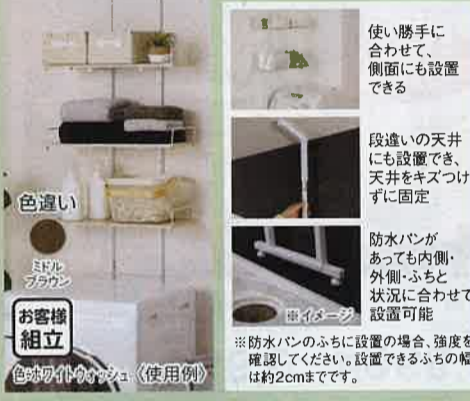 色違い
ミドル
ブラウン
お客様
組立
色:ホワイトウォッシュ〈使用例〉
使い勝手に
合わせて、
側面にも設置
できる
段違いの天井
にも設置でき、
天井をキズつけ
ずに固定
防水パンが
あっても内側・
外側・ふちと
状況に合わせて
設置可能
※イメージ
※防水パンのふちに設置の場合、強度を
確認してください。設置できるふちの幅
は約2cmまでです。